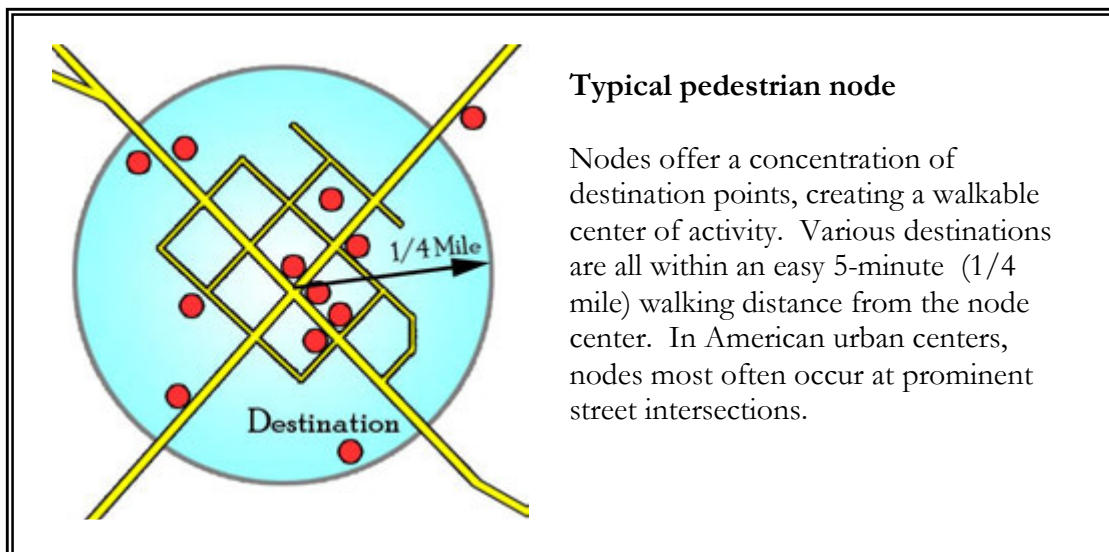 1/4 Mile
Destination
Typical pedestrian node
Nodes offer a concentration of
destination points, creating a walkable
center of activity. Various destinations
are all within an easy 5-minute (1/4
mile) walking distance from the node
center. In American urban centers,
nodes most often occur at prominent
street intersections.